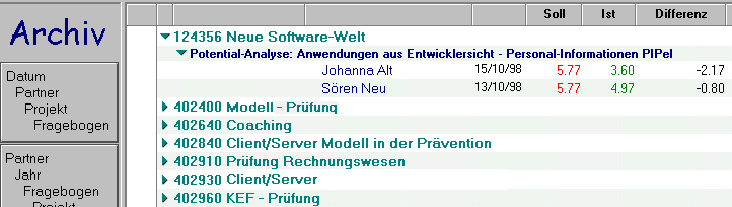 Archiv
Datum
Partner
Projekt
Fragebogen
Partner
Jahr
Fragebogen
Projekt
Soll Ist Differenz
124356 Neue Software-Welt
Potential-Analyse: Anwendungen aus Entwicklersicht - Personal-Informationen PIPel
Johanna Alt 15/10/98 5.77 3.60 -2.17
Sören Neu 13/10/98 5.77 4.97 -0.80
402400 Modell - Prüfung
402640 Coaching
402840 Client/Server Modell in der Prävention
402910 Prüfung Rechnungswesen
402930 Client/Server
402960 KEF - Prüfung